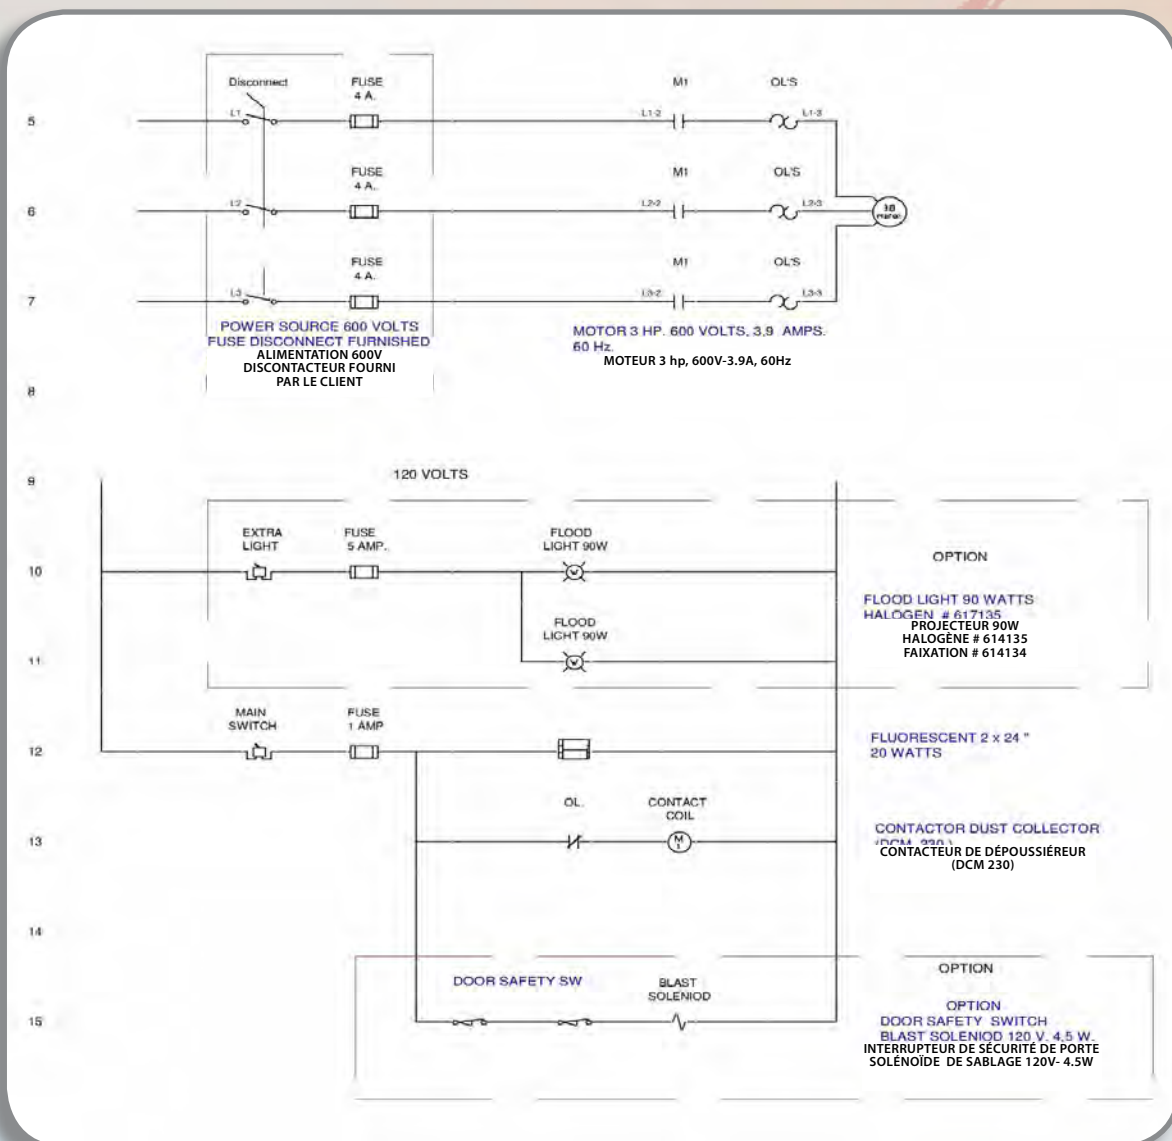 Disconnect
FUSE
4 A.
M1
OL'S
5
L1
L1-2
L1-3
FUSE
4 A.
M1
OL'S
6
L2
L2-2
L2-3
FUSE
4 A.
M1
OL'S
7
L3
L3-2
L3-3
POWER SOURCE 600 VOLTS
FUSE DISCONNECT FURNISHED
ALIMENTATION 600V
DISCONTACTEUR FOURNI
PAR LE CLIENT
MOTOR 3 HP. 600 VOLTS, 3,9 AMPS.
60 Hz.
MOTEUR 3 hp, 600V-3.9A, 60Hz
8
9
120 VOLTS
EXTRA
LIGHT
FUSE
5 AMP.
FLOOD
LIGHT 90W
10
OPTION
FLOOD LIGHT 90 WATTS
HALOGEN # 617135
PROJECTEUR 90W
HALOGÈNE # 614135
FAIXATION # 614134
FLOOD
LIGHT 90W
11
MAIN
SWITCH
FUSE
1 AMP
12
FLUORESCENT 2 x 24 "
20 WATTS
OL.
CONTACT
COIL
13
M
1
CONTACTOR DUST COLLECTOR
(DCM 230 )
CONTACTEUR DE DÉPOUSSIÉREUR
(DCM 230)
14
DOOR SAFETY SW
BLAST
SOLENIOD
15
OPTION
OPTION
DOOR SAFETY SWITCH
BLAST SOLENIOD 120 V. 4,5 W.
INTERRUPTEUR DE SÉCURITÉ DE PORTE
SOLÉNOÏDE DE SABLAGE 120V- 4.5W